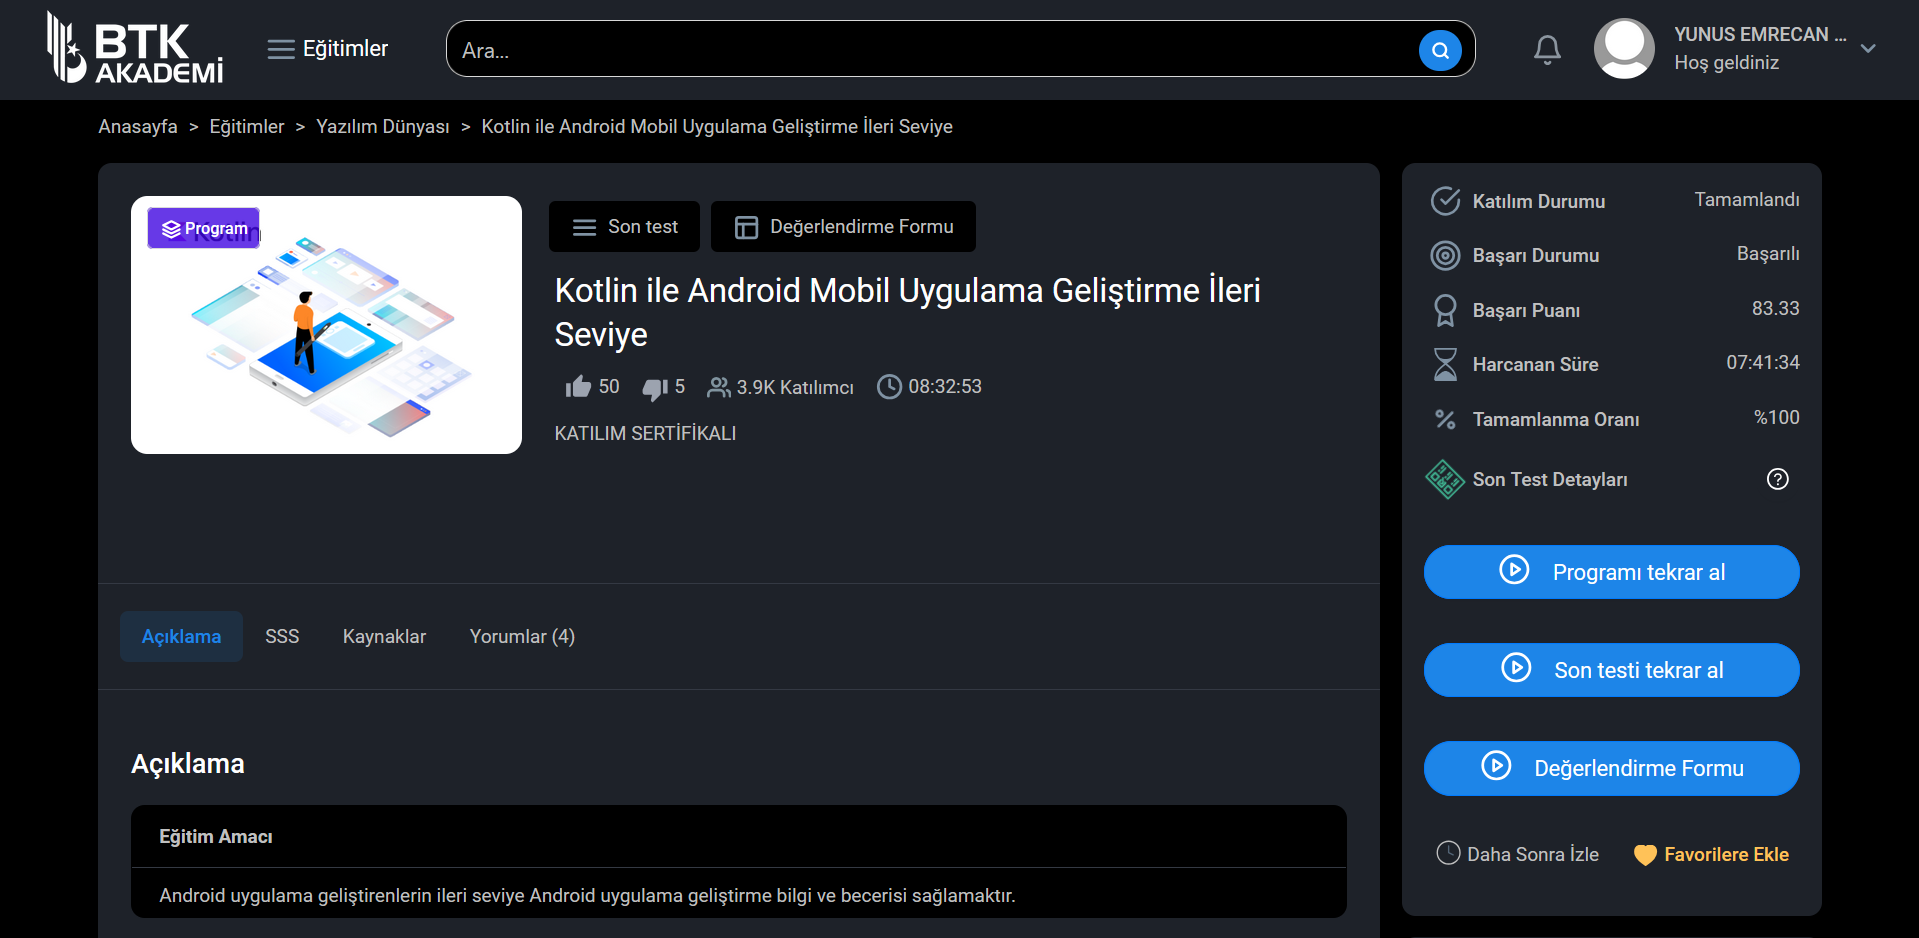 BTK
AKADEMİ
Eğitimler
Ara...
YUNUS EMRECAN ...
Hoş geldiniz
Anasayfa > Eğitimler > Yazılım Dünyası > Kotlin ile Android Mobil Uygulama Geliştirme İleri Seviye
Program
Kotlin
Son test
Değerlendirme Formu
Kotlin ile Android Mobil Uygulama Geliştirme İleri
Seviye
50 5 3.9K Katılımcı 08:32:53
KATILIM SERTİFİKALI
Açıklama SSS Kaynaklar Yorumlar (4)
Açıklama
Eğitim Amacı
Android uygulama geliştirenlerin ileri seviye Android uygulama geliştirme bilgi ve becerisi sağlamaktır.
Katılım Durumu Tamamlandı
Başarı Durumu Başarılı
Başarı Puanı 83.33
Harcanan Süre 07:41:34
Tamamlanma Oranı %100
Son Test Detayları
Programı tekrar al
Son testi tekrar al
Değerlendirme Formu
Daha Sonra İzle Favorilere Ekle